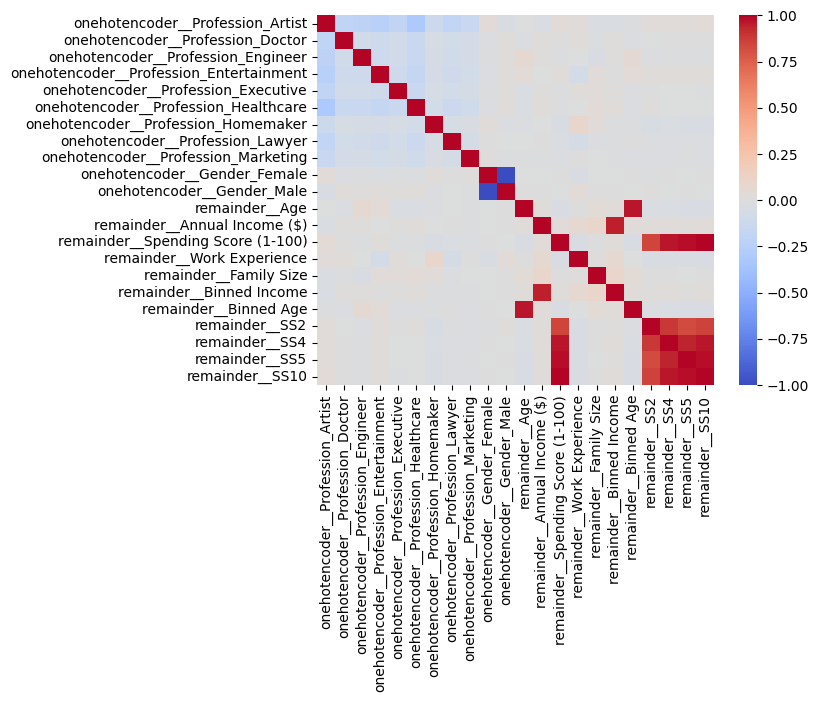 onehotencoder__Profession_Artist
onehotencoder__Profession_Doctor
onehotencoder__Profession_Engineer
onehotencoder__Profession_Entertainment
onehotencoder__Profession_Executive
onehotencoder__Profession_Healthcare
onehotencoder__Profession_Homemaker
onehotencoder__Profession_Lawyer
onehotencoder__Profession_Marketing
onehotencoder__Gender_Female
onehotencoder__Gender_Male
remainder__Age
remainder__Annual Income ($)
remainder__Spending Score (1-100)
remainder__Work Experience
remainder__Family Size
remainder__Binned Income
remainder__Binned Age
remainder__SS2
remainder__SS4
remainder__SS5
remainder__SS10
onehotencoder__Profession_Artist
onehotencoder__Profession_Doctor
onehotencoder__Profession_Engineer
onehotencoder__Profession_Entertainment
onehotencoder__Profession_Executive
onehotencoder__Profession_Healthcare
onehotencoder__Profession_Homemaker
onehotencoder__Profession_Lawyer
onehotencoder__Profession_Marketing
onehotencoder__Gender_Female
onehotencoder__Gender_Male
remainder__Age
remainder__Annual Income ($)
remainder__Spending Score (1-100)
remainder__Work Experience
remainder__Family Size
remainder__Binned Income
remainder__Binned Age
remainder__SS2
remainder__SS4
remainder__SS5
remainder__SS10
1.00
0.75
0.50
0.25
0.00
−0.25
−0.50
−0.75
−1.00